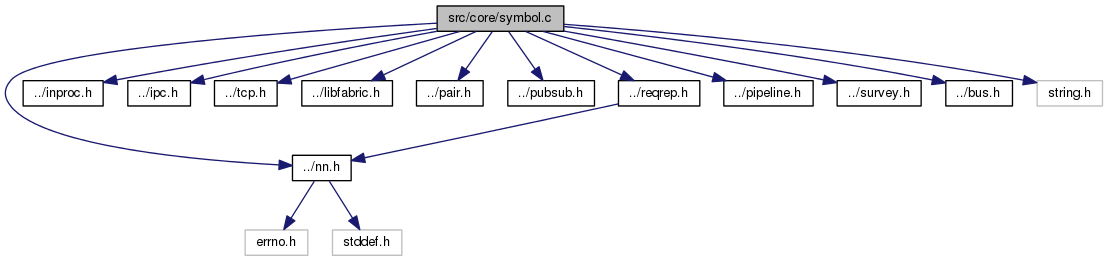 src/core/symbol.c
../inproc.h
../ipc.h
../tcp.h
../libfabric.h
../pair.h
../pubsub.h
../reqrep.h
../pipeline.h
../survey.h
../bus.h
string.h
../nn.h
errno.h
stddef.h